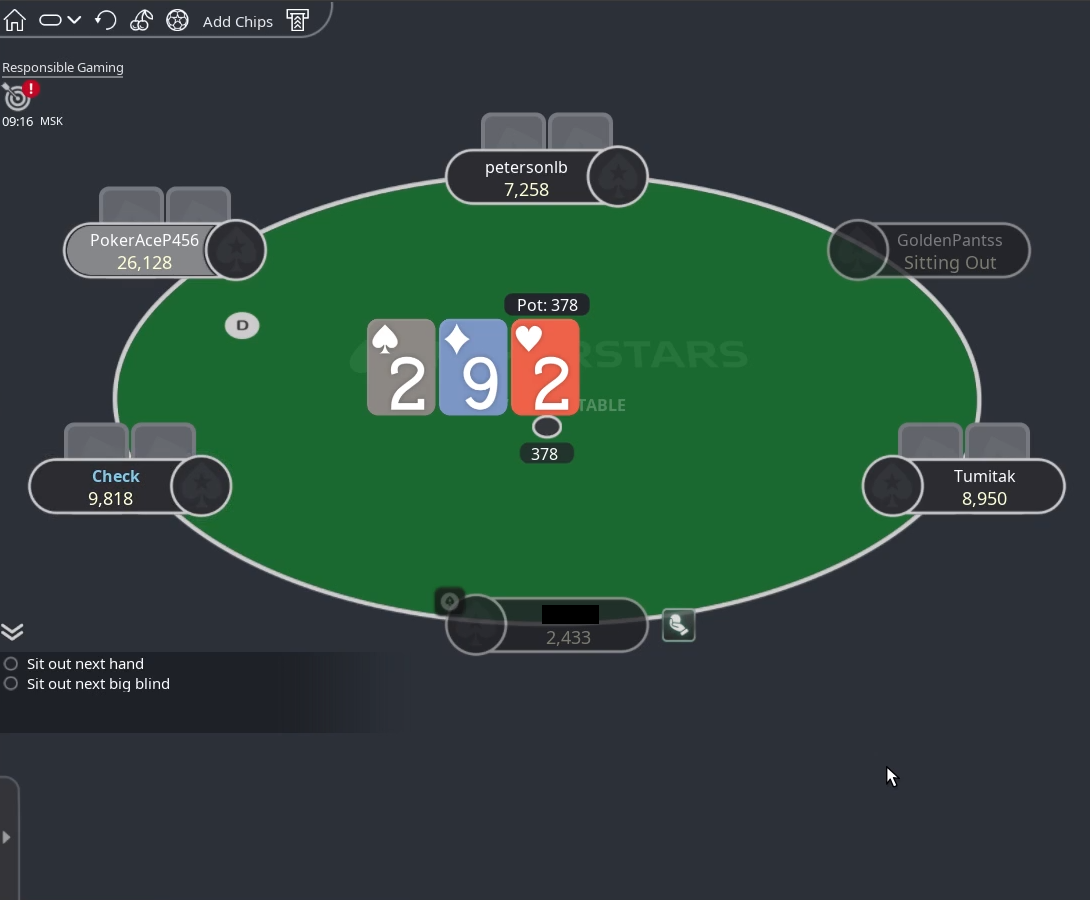 Add Chips
Responsible Gaming
!
09:16 MSK
petersonlb
7,258
PokerAceP456
26,128
GoldenPantss
Sitting Out
D
Pot: 378
2 9 2
RSTARS
TABLE
378
Check
9,818
Tumitak
8,950
2,433
Sit out next hand
Sit out next big blind